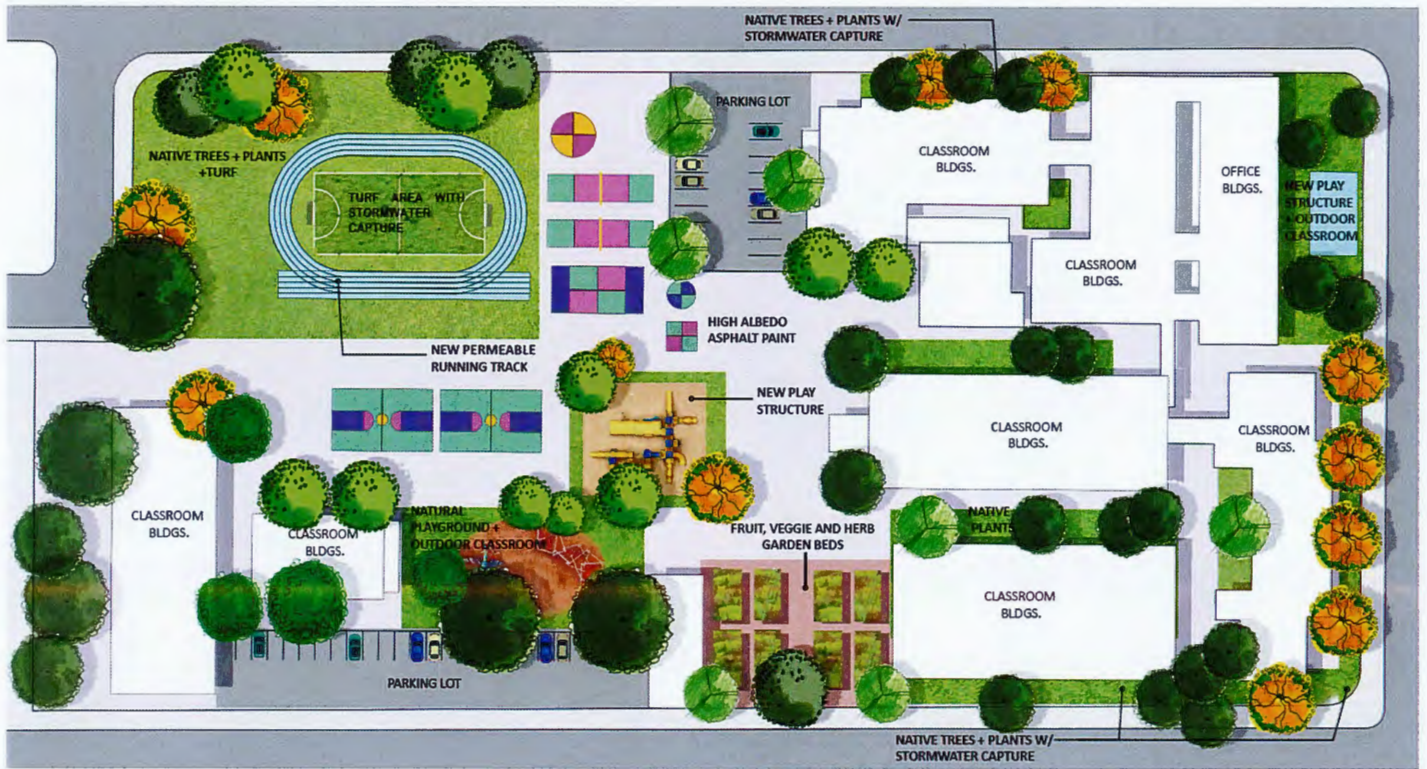 NATIVE TREES + PLANTS W/
STORMWATER CAPTURE
PARKING LOT
NATIVE TREES + PLANTS
+TURF
CLASSROOM
BLDGS.
OFFICE
BLDGS.
NEW PLAY
STRUCTURE
+ OUTDOOR
CLASSROOM
TURF AREA WITH
STORMWATER
CAPTURE
CLASSROOM
BLDGS.
HIGH ALBEDO
ASPHALT PAINT
NEW PERMEABLE
RUNNING TRACK
NEW PLAY
STRUCTURE
CLASSROOM
BLDGS.
CLASSROOM
BLDGS.
CLASSROOM
BLDGS.
CLASSROOM
BLDGS.
NATURAL
PLAYGROUND +
OUTDOOR CLASSROOM
FRUIT, VEGGIE AND HERB
GARDEN BEDS
NATIVE
PLANTS
CLASSROOM
BLDGS.
PARKING LOT
NATIVE TREES + PLANTS W/
STORMWATER CAPTURE